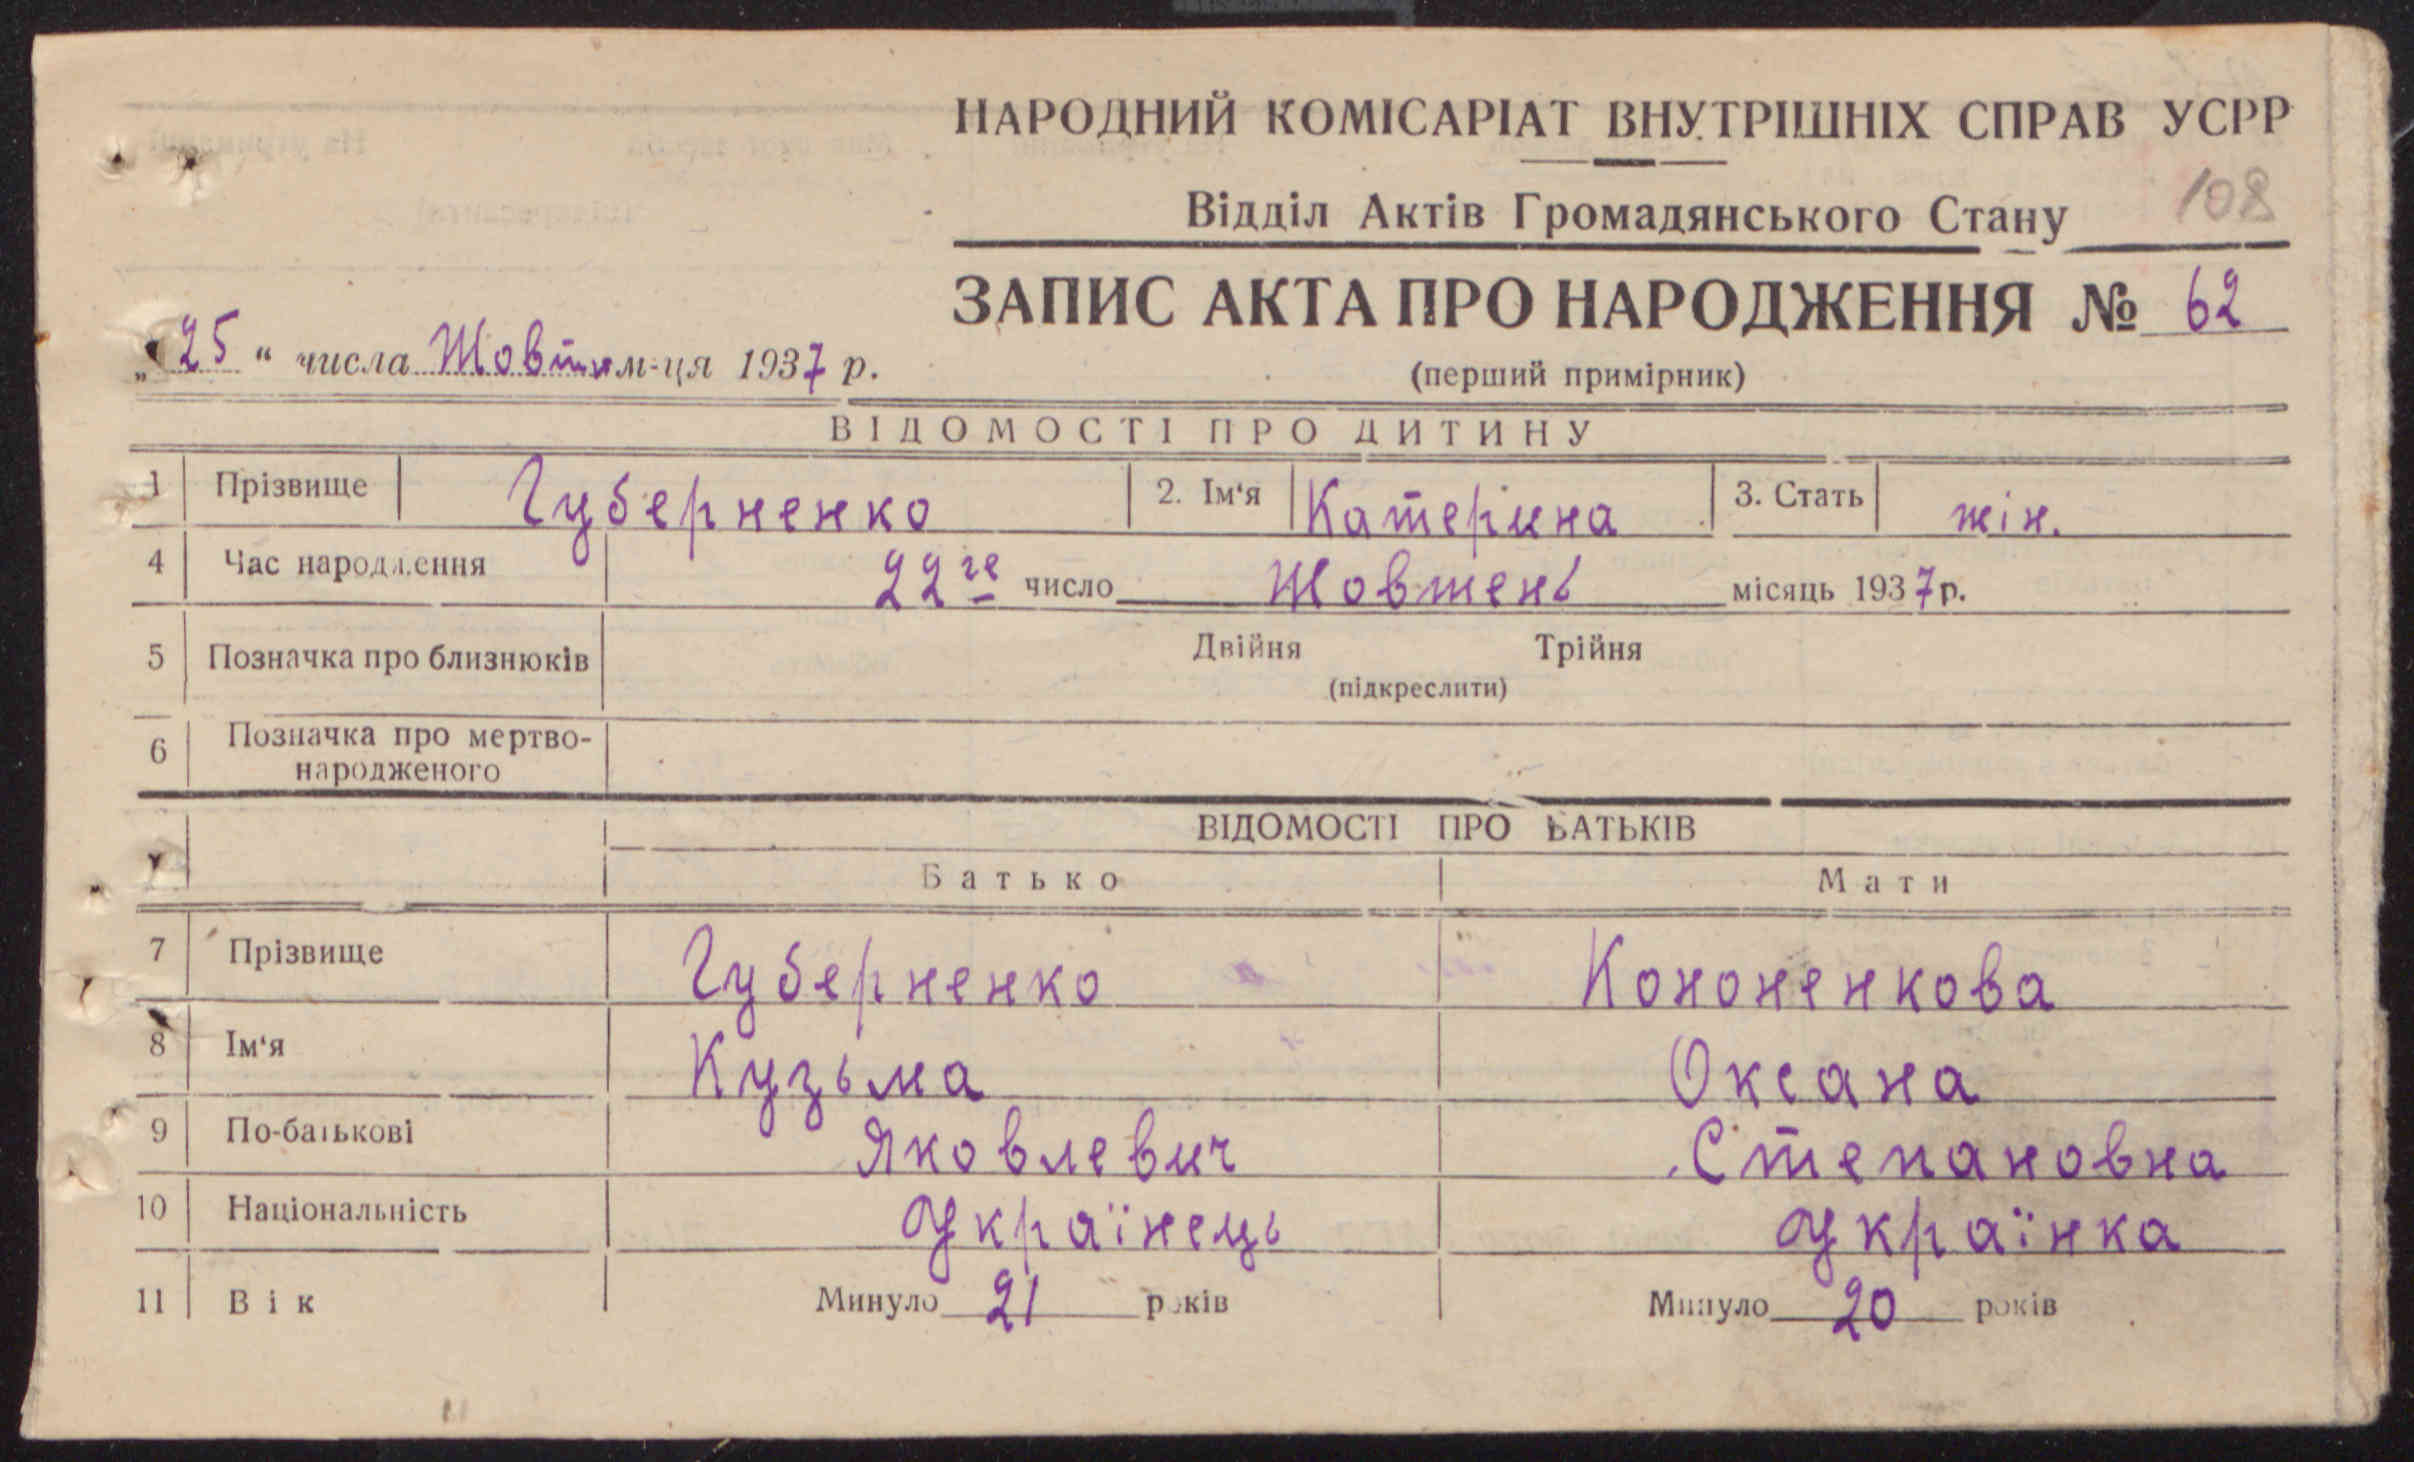 НАРОДНИЙ КОМІСАРІАТ ВНУТРІШНІХ СПРАВ УСРР
Відділ Актів Громадянського Стану 108
ЗАПИС АКТА ПРО НАРОДЖЕННЯ № 62
(перший примірник)
„25“ числа Жовтня м-ця 1937 р.
ВІДОМОСТІ ПРО ДИТИНУ
1 Прізвище Губерненко 2. Ім‘я Катерина 3. Стать жін.
4 Час народження 22 ге число Жовтень місяць 1937 р.
5 Позначка про близнюків Двійня Трійня
(підкреслити)
6 Позначка про мертво-
народженого
ВІДОМОСТІ ПРО БАТЬКІВ
Батько Мати
7 Прізвище Губерненко Кононенкова
8 Ім‘я Кузьма Оксана
9 По-батькові Яковлевич Степановна
10 Національність Українець Українка
11 Вік Минуло 21 років Минуло 20 років